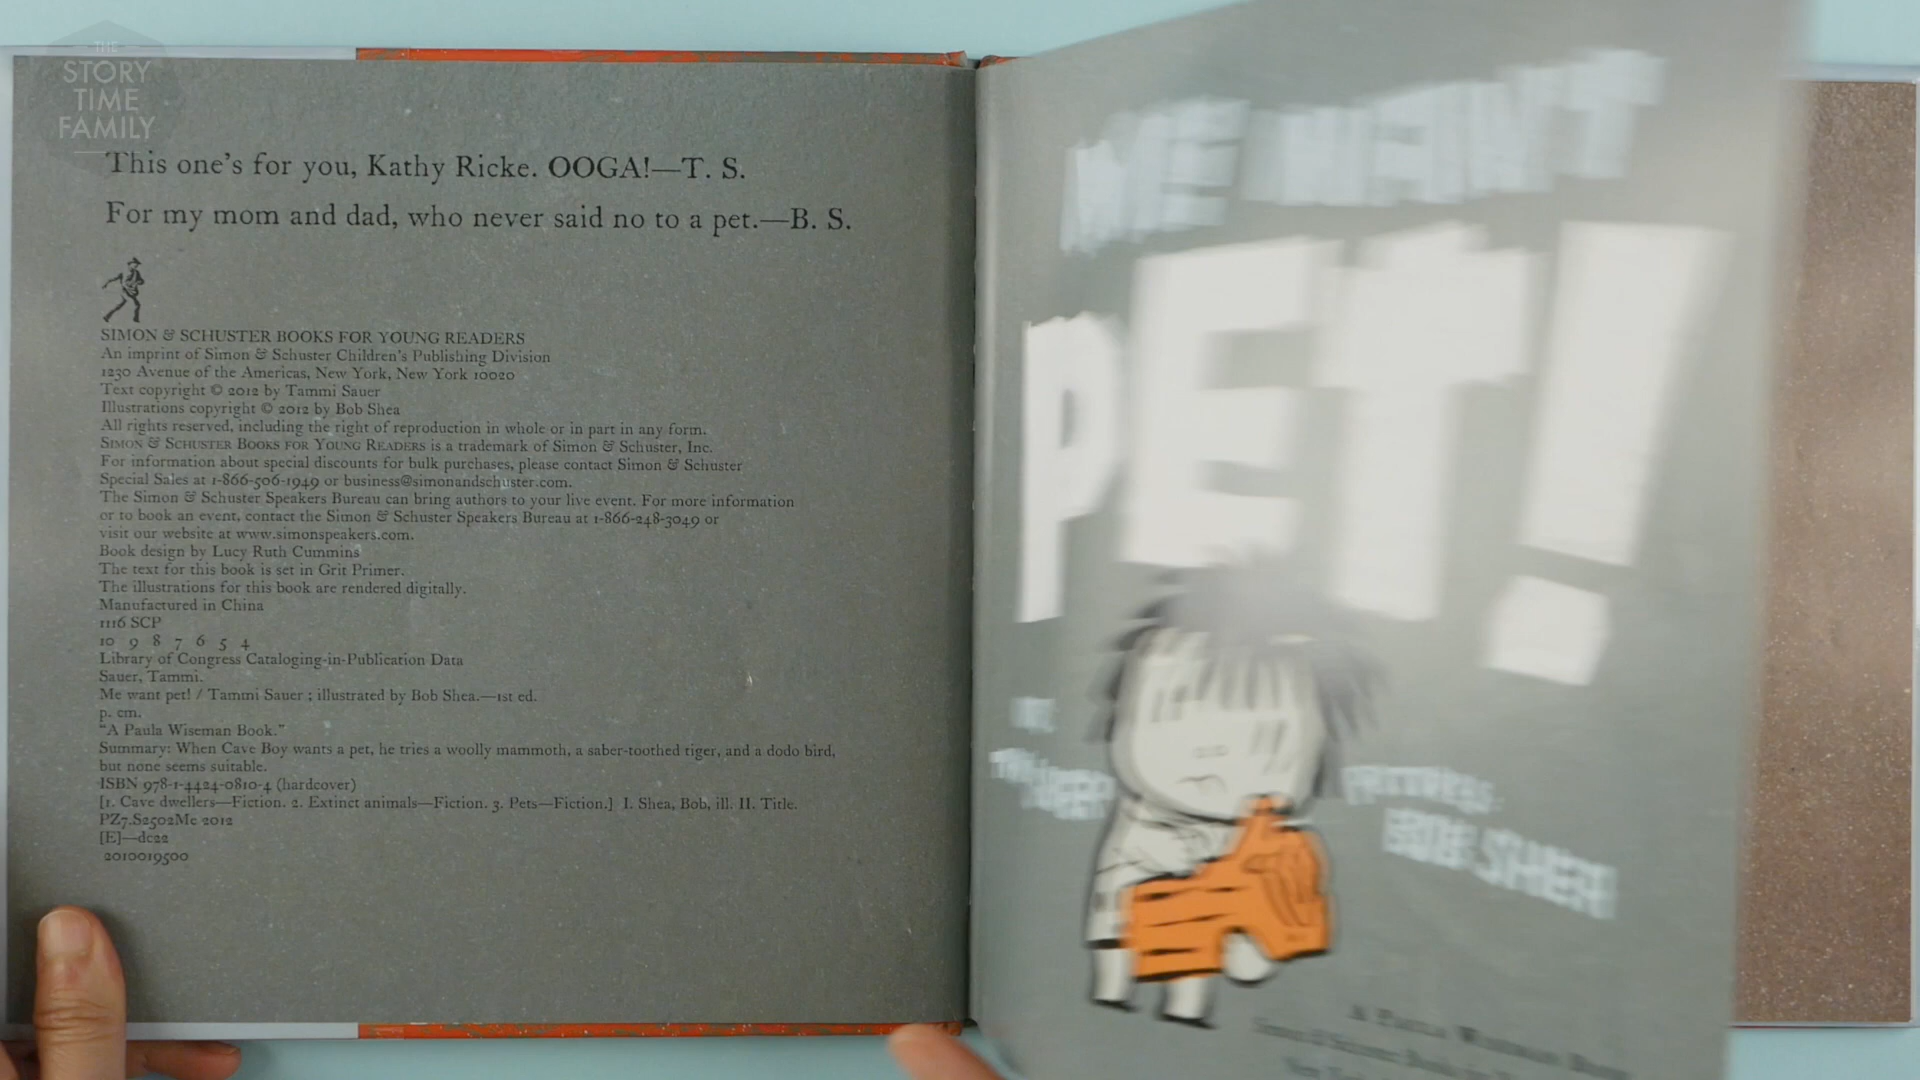 THE
STORY
TIME
FAMILY
This one's for you, Kathy Ricke. OOGA!—T. S.
For my mom and dad, who never said no to a pet.—B. S.
SIMON & SCHUSTER BOOKS FOR YOUNG READERS
An imprint of Simon & Schuster Children's Publishing Division
1230 Avenue of the Americas, New York, New York 10020
Text copyright © 2012 by Tammi Sauer
Illustrations copyright © 2012 by Bob Shea
All rights reserved, including the right of reproduction in whole or in part in any form.
SIMON & SCHUSTER BOOKS FOR YOUNG READERS is a trademark of Simon & Schuster, Inc.
For information about special discounts for bulk purchases, please contact Simon & Schuster
Special Sales at 1-866-506-1949 or business@simonandschuster.com.
The Simon & Schuster Speakers Bureau can bring authors to your live event. For more information
or to book an event, contact the Simon & Schuster Speakers Bureau at 1-866-248-3049 or
visit our website at www.simonspeakers.com.
Book design by Lucy Ruth Cummins
The text for this book is set in Grit Primer.
The illustrations for this book are rendered digitally.
Manufactured in China
1116 SCP
10 9 8 7 6 5 4
Library of Congress Cataloging-in-Publication Data
Sauer, Tammi.
Me want pet! / Tammi Sauer ; illustrated by Bob Shea.—1st ed.
p. cm.
"A Paula Wiseman Book."
Summary: When Cave Boy wants a pet, he tries a woolly mammoth, a saber-toothed tiger, and a dodo bird,
but none seems suitable.
ISBN 978-1-4424-0810-4 (hardcover)
[1. Cave dwellers—Fiction. 2. Extinct animals—Fiction. 3. Pets—Fiction.] I. Shea, Bob, ill. II. Title.
PZ7.S2502Me 2012
[E]—dc22
2010019500
ME WANT
PET!
BOB SHEA
A PAULA WISEMAN BOOK